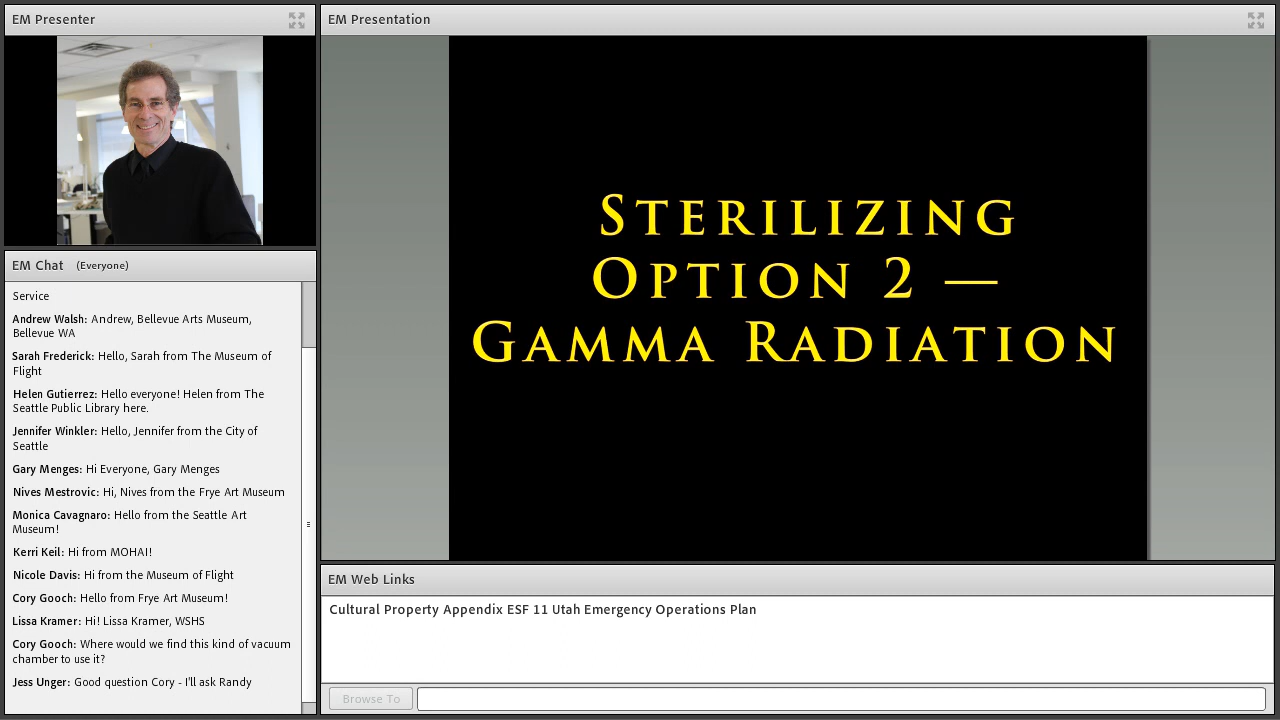 EM Presenter
EM Presentation
STERILIZING
OPTION 2 —
GAMMA RADIATION
EM Chat (Everyone)
Service
Andrew Walsh: Andrew, Bellevue Arts Museum,
Bellevue WA
Sarah Frederick: Hello, Sarah from The Museum of
Flight
Helen Gutierrez: Hello everyone! Helen from The
Seattle Public Library here.
Jennifer Winkler: Hello, Jennifer from the City of
Seattle
Gary Menges: Hi Everyone, Gary Menges
Nives Mestrovic: Hi, Nives from the Frye Art Museum
Monica Cavagnaro: Hello from the Seattle Art
Museum!
Kerri Keil: Hi from MOHAI!
Nicole Davis: Hi from the Museum of Flight
Cory Gooch: Hello from Frye Art Museum!
Lissa Kramer: Hi! Lissa Kramer, WSHS
Cory Gooch: Where would we find this kind of vacuum
chamber to use it?
Jess Unger: Good question Cory - I'll ask Randy
EM Web Links
Cultural Property Appendix ESF 11 Utah Emergency Operations Plan
Browse To